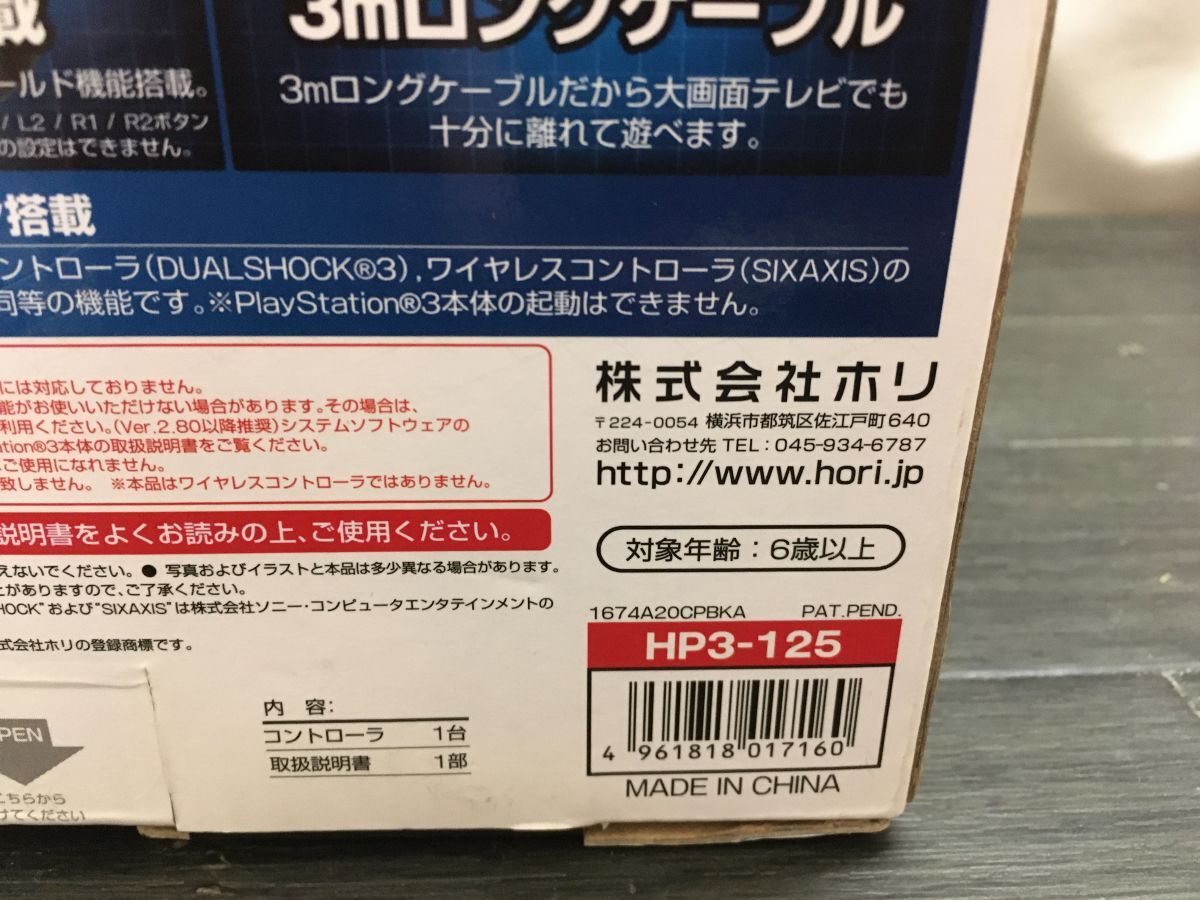 載
3mロングケーブル
ールド機能搭載。
/ L2 / R1 / R2ボタン
の設定はできません。
3mロングケーブルだから大画面テレビでも
十分に離れて遊べます。
搭載
ントローラ(DUALSHOCK®3),ワイヤレスコントローラ(SIXAXIS)の
同等の機能です。※PlayStation®3本体の起動はできません。
には対応しておりません。
能がお使いいただけない場合があります。その場合は、
利用ください。(Ver.2.80以降推奨)システムソフトウェアの
ation®3本体の取扱説明書をご覧ください。
ご使用になれません。
致しません。 ※本品はワイヤレスコントローラではありません。
説明書をよくお読みの上、ご使用ください。
えないでください。● 写真およびイラストと本品は多少異なる場合があります。
とがありますので、ご了承ください。
HOCK"および"SIXAXIS"は株式会社ソニー・コンピュータエンタテインメントの
式会社ホリの登録商標です。
株式会社ホリ
〒224-0054 横浜市都筑区佐江戸町640
お問い合わせ先 TEL : 045-934-6787
http://www.hori.jp
対象年齢 : 6歳以上
1674A20CPBKA PAT.PEND.
HP3-125
4 961818 017160
MADE IN CHINA
内 容:
コントローラ 1台
取扱説明書 1部
PEN
こちらから
けてください